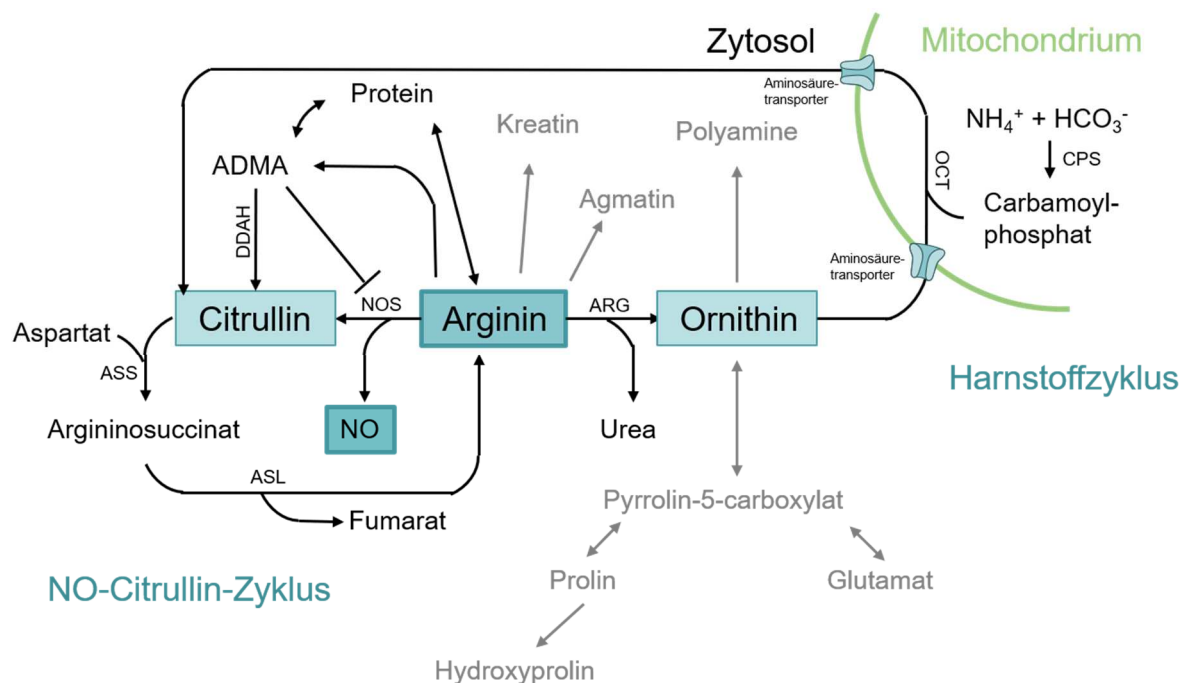 Zytosol
Mitochondrium
Aminosäure-
transporter
Protein
Kreatin
Polyamine
NH₄⁺ + HCO₃⁻
CPS
OCT
ADMA
Agmatin
Carbamoyl-
phosphat
DDAH
Aminosäure-
transporter
Citrullin
NOS
Arginin
ARG
Ornithin
Aspartat
ASS
Harnstoffzyklus
Argininosuccinat
NO
Urea
ASL
Fumarat
Pyrrolin-5-carboxylat
NO-Citrullin-Zyklus
Prolin
Glutamat
Hydroxyprolin